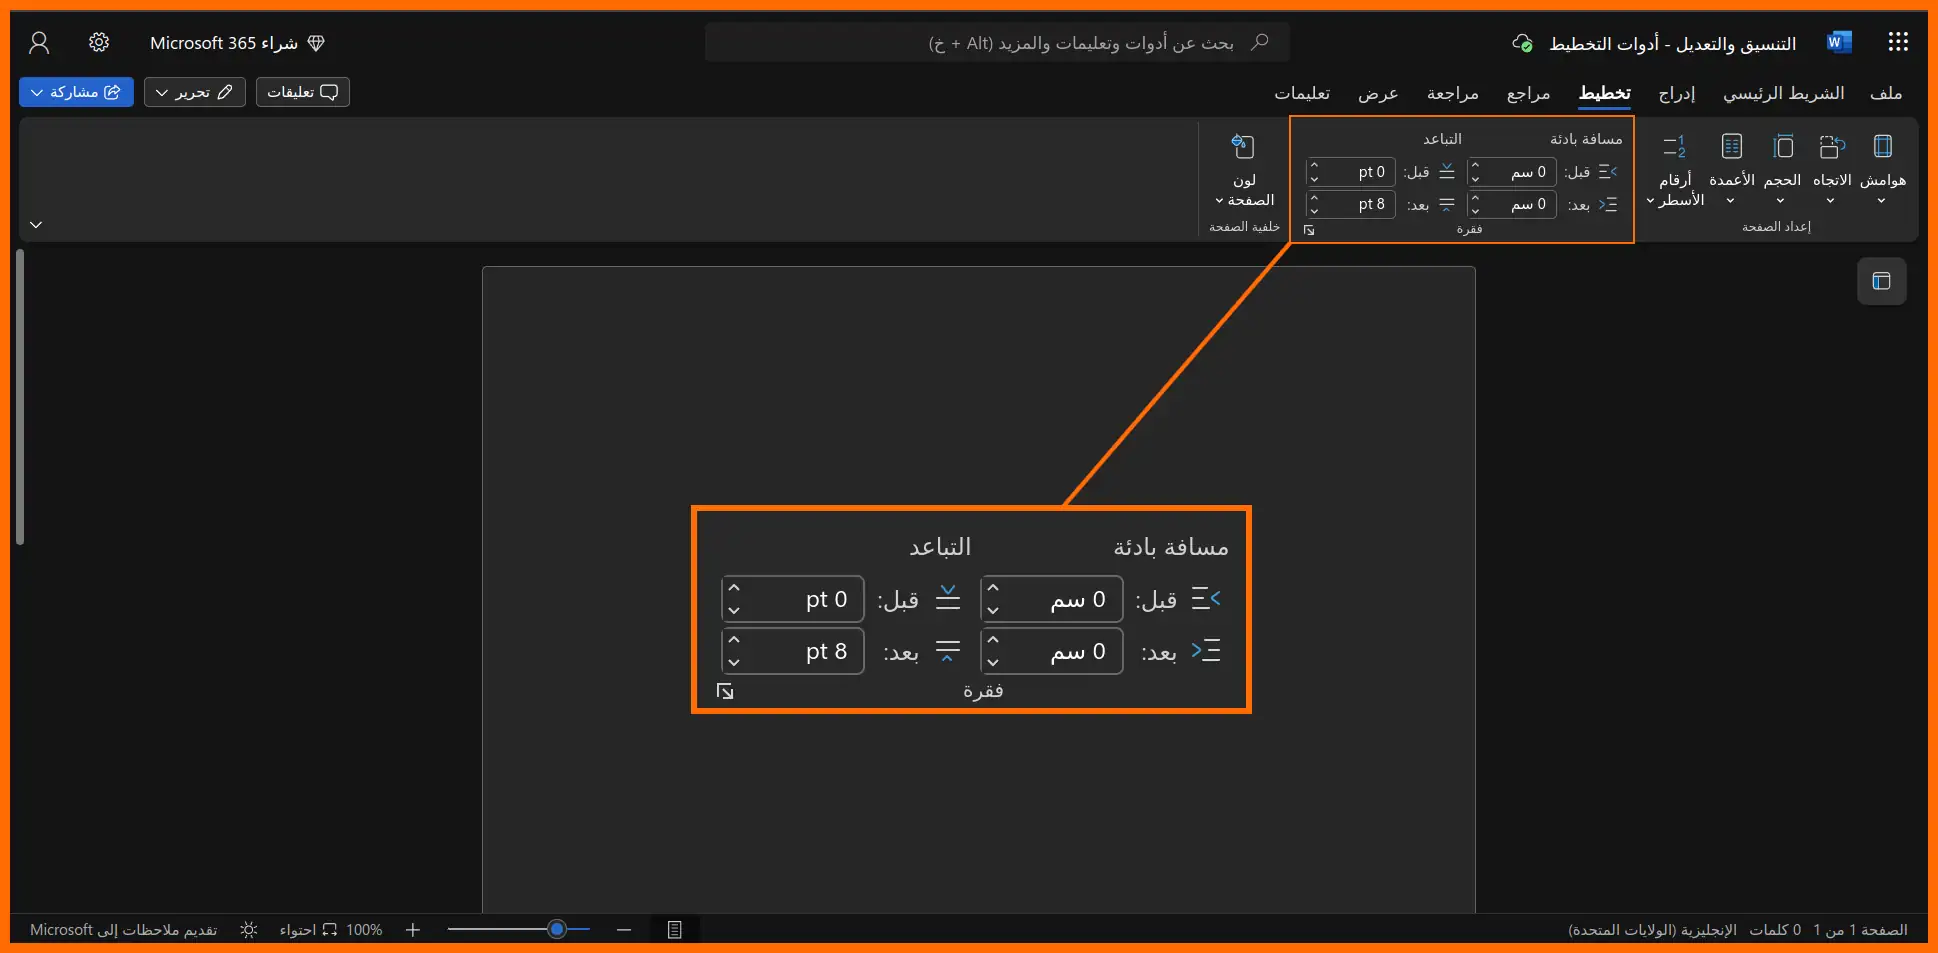 التنسيق والتعديل - أدوات التخطيط
بحث عن أدوات وتعليمات والمزيد (Alt + خ)
شراء Microsoft 365
ملف الشريط الرئيسي إدراج تخطيط مراجع مراجعة عرض تعليمات
تعليقات تحرير مشاركة
هوامش
الاتجاه
الحجم
الأعمدة
أرقام
الأسطر
إعداد الصفحة
مسافة بادئة التباعد
قبل: 0 سم قبل: 0 pt
بعد: 0 سم بعد: 8 pt
فقرة
لون
الصفحة
خلفية الصفحة
مسافة بادئة التباعد
قبل: 0 سم قبل: 0 pt
بعد: 0 سم بعد: 8 pt
فقرة
الصفحة 1 من 1 0 كلمات الإنجليزية (الولايات المتحدة)
100% احتواء تقديم ملاحظات إلى Microsoft